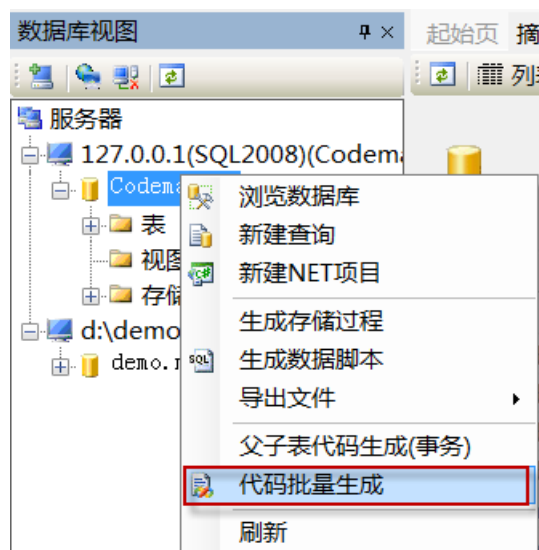 数据库视图
起始页 摘
列
服务器
127.0.0.1(SQL2008)(Codema
Codema
表
视图
存储
d:\demo
demo.m
浏览数据库
新建查询
新建NET项目
生成存储过程
生成数据脚本
导出文件
父子表代码生成(事务)
代码批量生成
刷新